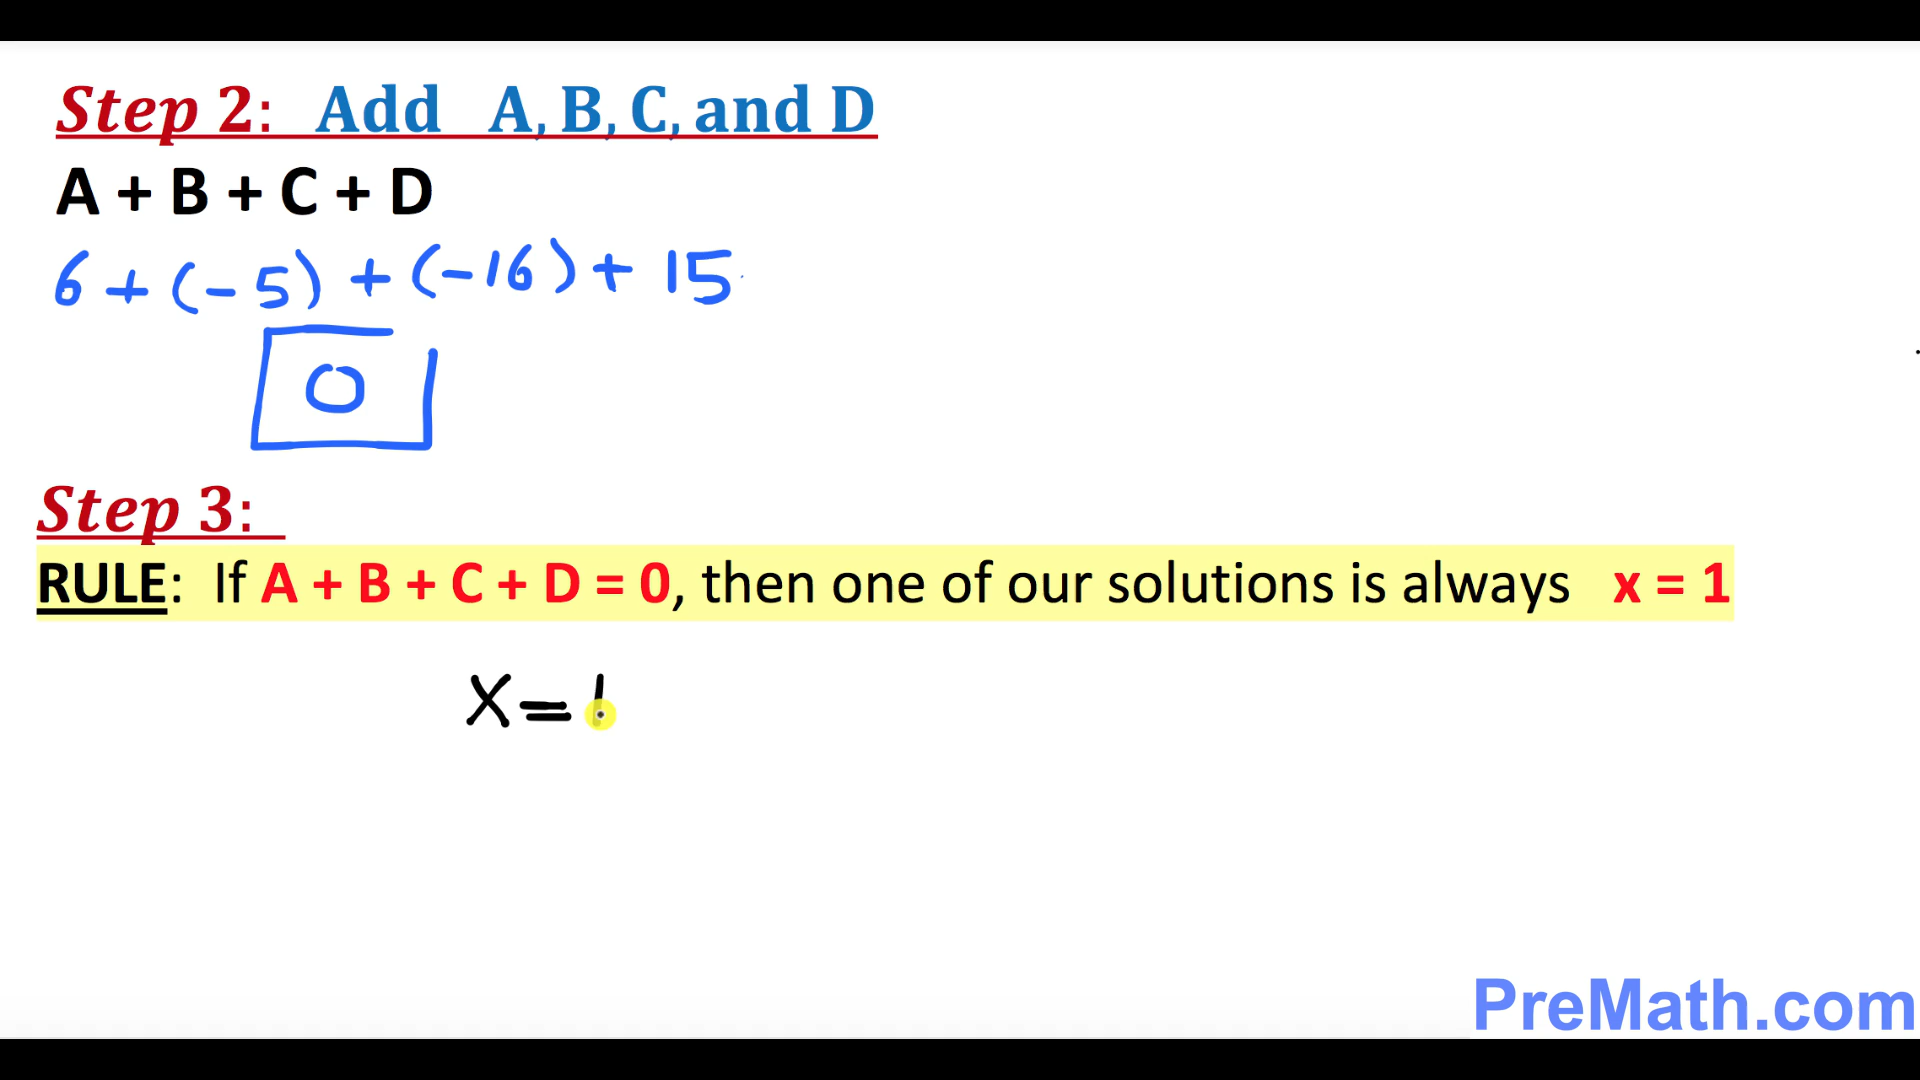 Step 2: Add A, B, C, and D
A + B + C + D
6 + (-5) + (-16) + 15
0
Step 3:
RULE: If A + B + C + D = 0, then one of our solutions is always x = 1
X = 1
PreMath.com